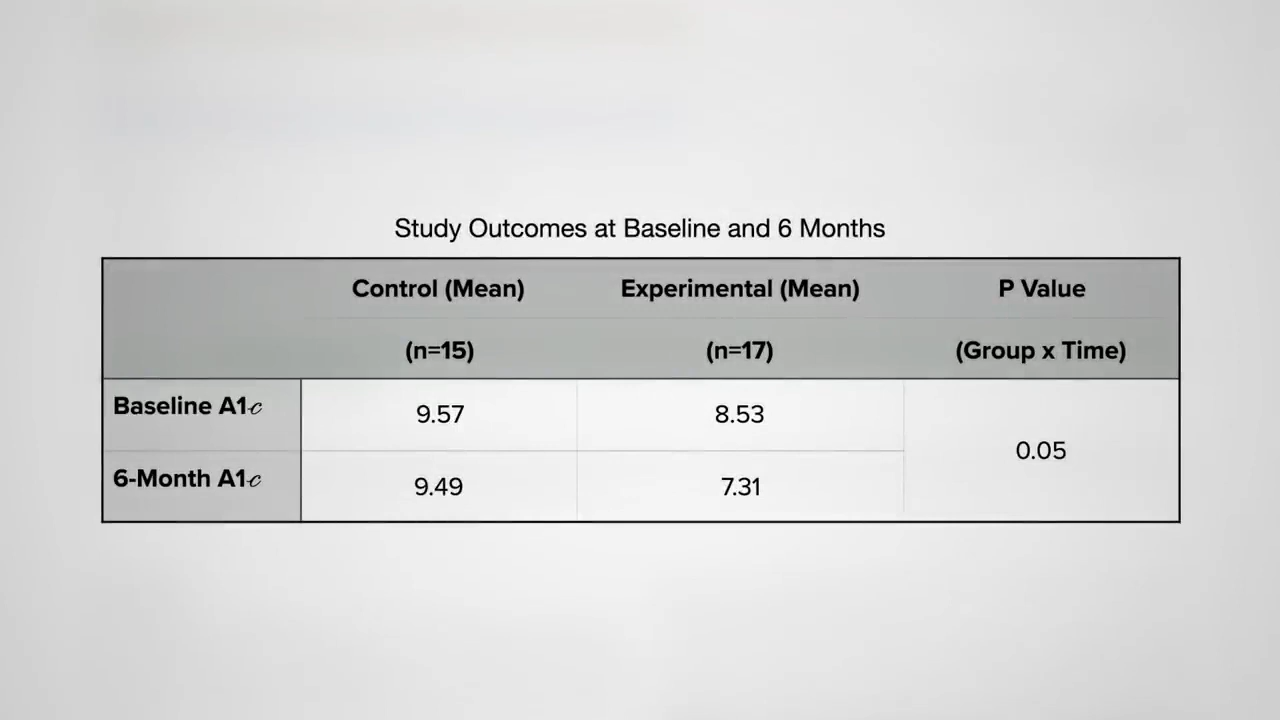 Study Outcomes at Baseline and 6 Months
Control (Mean) Experimental (Mean) P Value
(n=15) (n=17) (Group x Time)
Baseline A1c 9.57 8.53
0.05
6-Month A1c 9.49 7.31